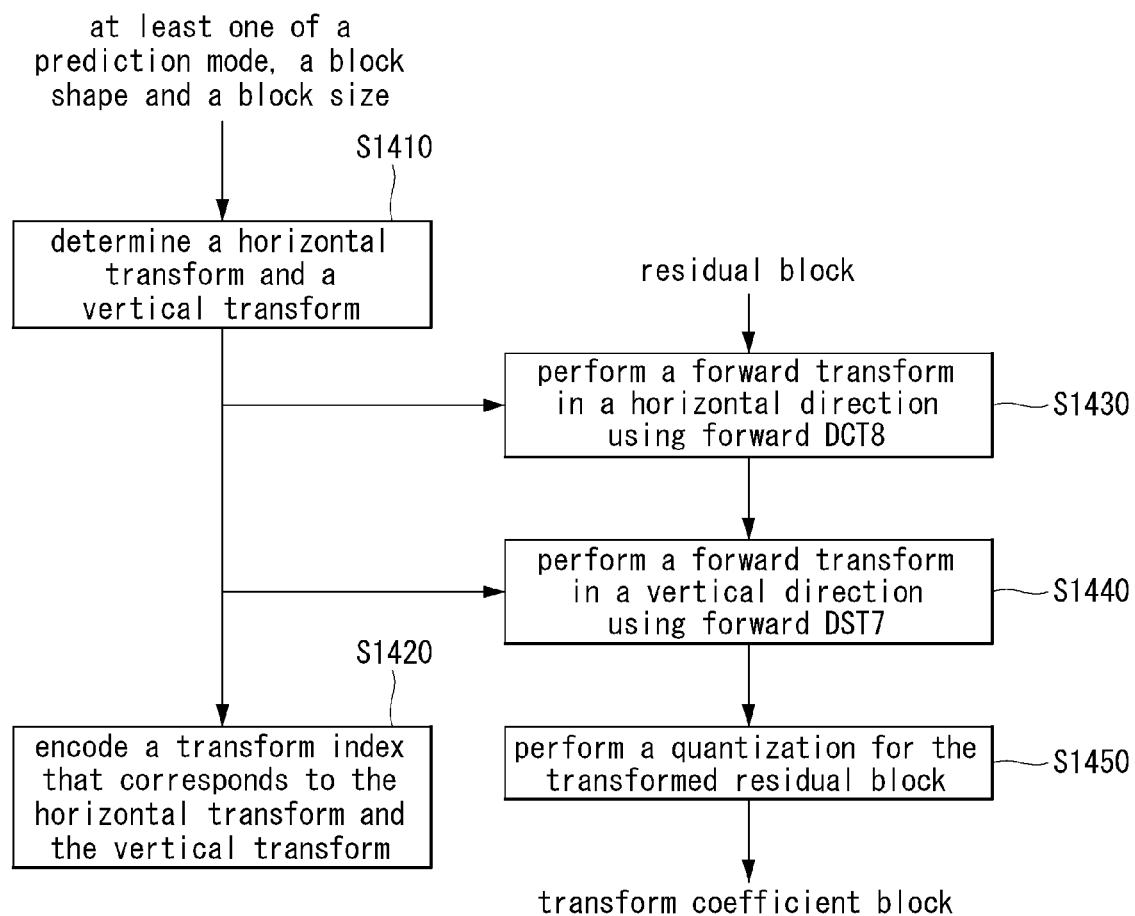 at least one of a
prediction mode, a block
shape and a block size
S1410
determine a horizontal
transform and a
vertical transform
residual block
perform a forward transform
in a horizontal direction
using forward DCT8
S1430
perform a forward transform
in a vertical direction
using forward DST7
S1440
S1420
encode a transform index
that corresponds to the
horizontal transform and
the vertical transform
perform a quantization for the
transformed residual block
S1450
transform coefficient block